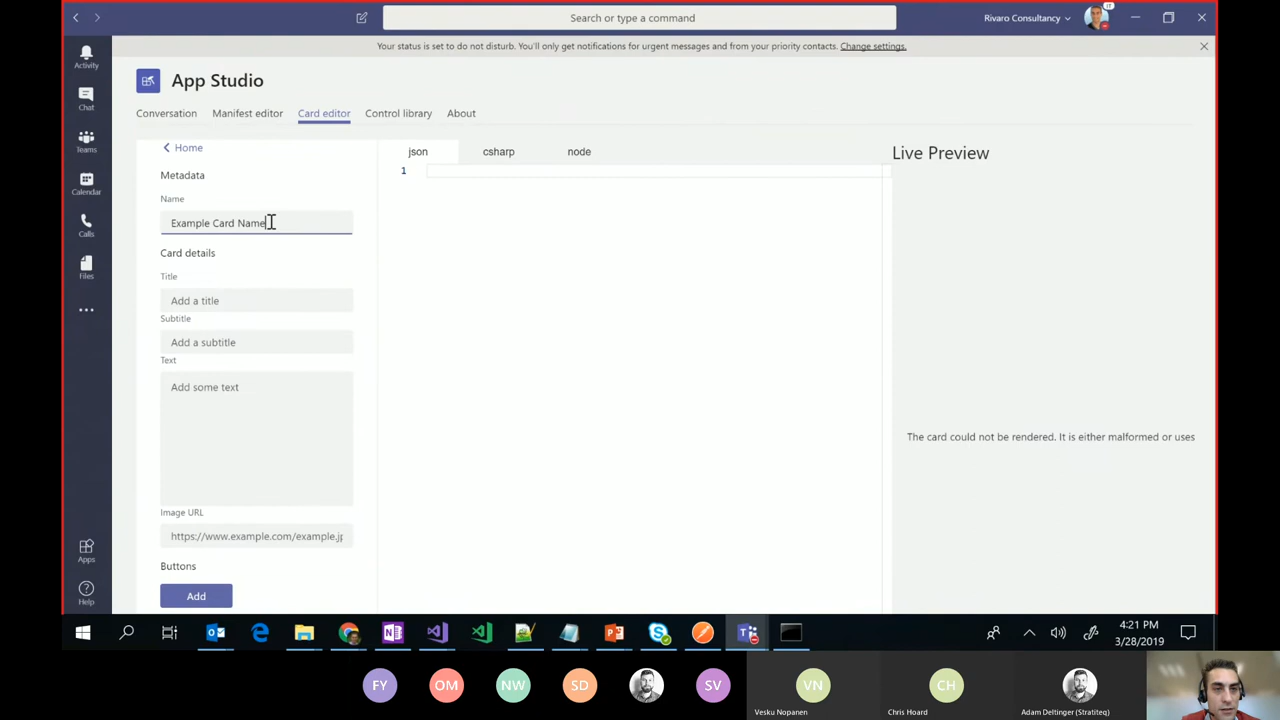 Search or type a command
Rivaro Consultancy
IT
Your status is set to do not disturb. You'll only get notifications for urgent messages and from your priority contacts. Change settings.
Activity
Chat
Teams
Calendar
Calls
Files
Apps
Help
App Studio
Conversation
Manifest editor
Card editor
Control library
About
Home
Metadata
Name
Example Card Name
Card details
Title
Add a title
Subtitle
Add a subtitle
Text
Add some text
Image URL
https://www.example.com/example.jp
Buttons
Add
json
csharp
node
1
Live Preview
The card could not be rendered. It is either malformed or uses
4:21 PM
3/28/2019
FY
OM
NW
SD
SV
VN
Vesku Nopanen
CH
Chris Hoard
Adam Deltinger (Stratiteq)